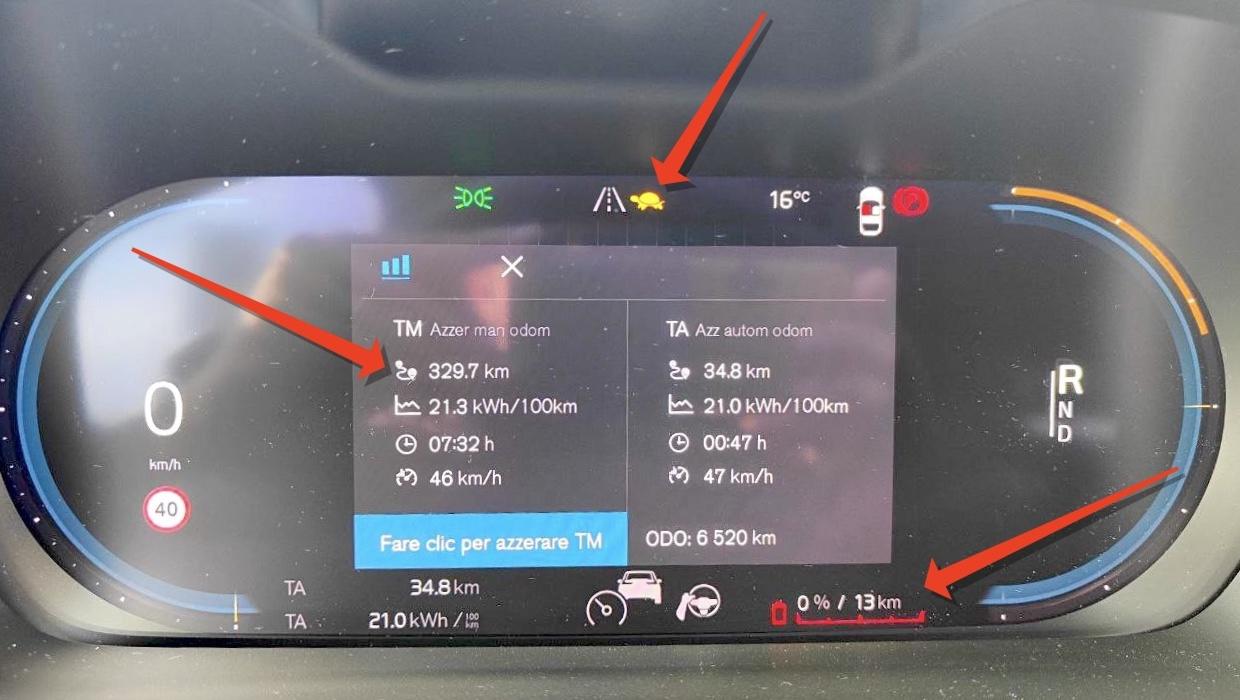 16°C
P
TM Azzer man odom
329.7 km
21.3 kWh/100km
07:32 h
46 km/h
Fare clic per azzerare TM
TA Azz autom odom
34.8 km
21.0 kWh/100km
00:47 h
47 km/h
ODO: 6 520 km
0
km/h
40
R
N
D
TA 34.8 km
TA 21.0 kWh / 100 km
0 % / 13 km